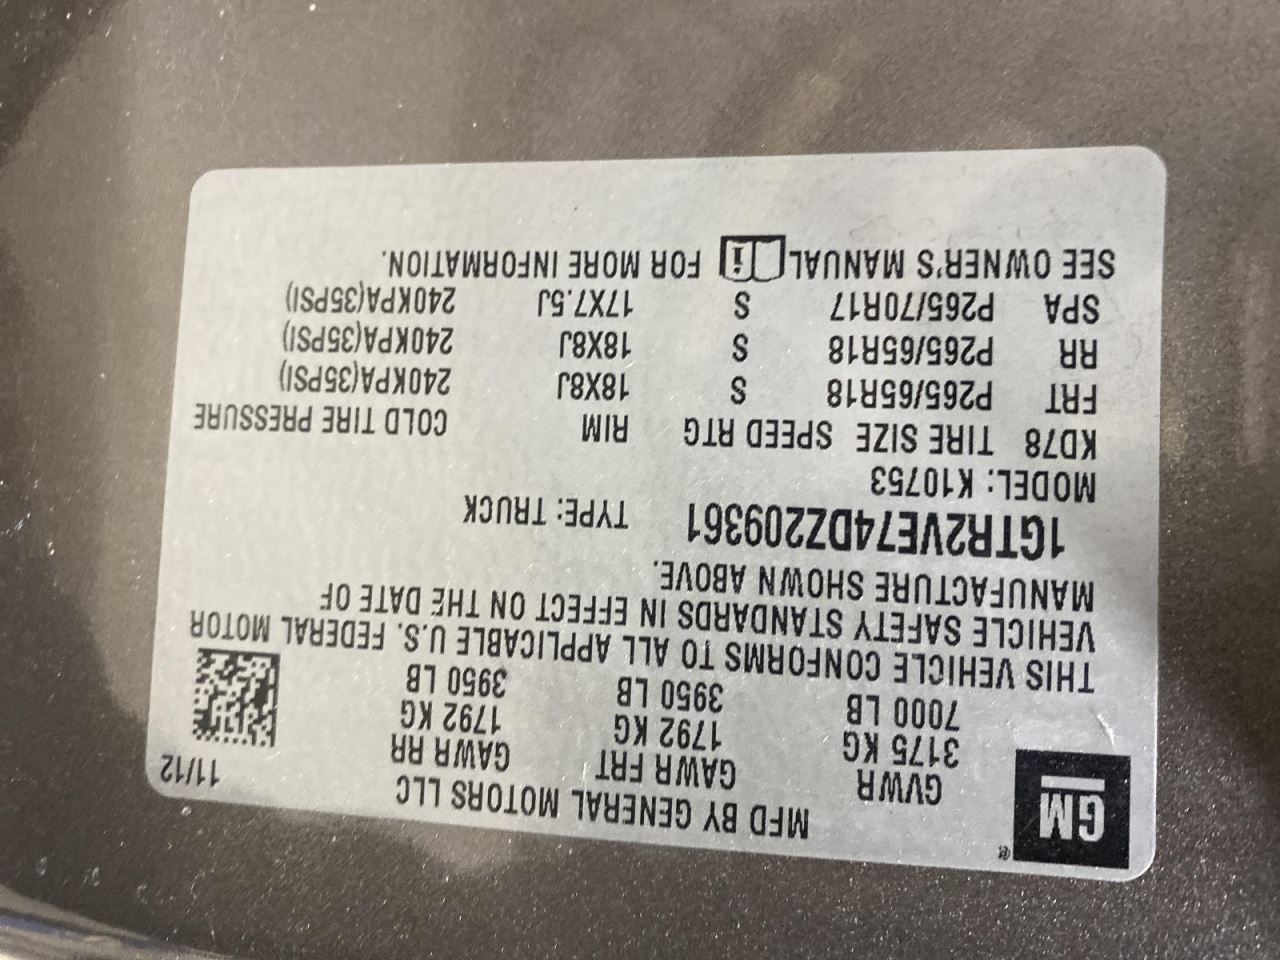 GM
MFD BY GENERAL MOTORS LLC 11/12
GVWR GAWR FRT GAWR RR
3175 KG 1792 KG 1792 KG
7000 LB 3950 LB 3950 LB
THIS VEHICLE CONFORMS TO ALL APPLICABLE U.S. FEDERAL MOTOR
VEHICLE SAFETY STANDARDS IN EFFECT ON THE DATE OF
MANUFACTURE SHOWN ABOVE.
1GTR2VE74DZ209361 TYPE: TRUCK
MODEL: K10753
KD78 TIRE SIZE SPEED RTG RIM COLD TIRE PRESSURE
FRT P265/65R18 S 18X8J 240KPA(35PSI)
RR P265/65R18 S 18X8J 240KPA(35PSI)
SPA P265/70R17 S 17X7.5J 240KPA(35PSI)
SEE OWNER'S MANUAL i FOR MORE INFORMATION.